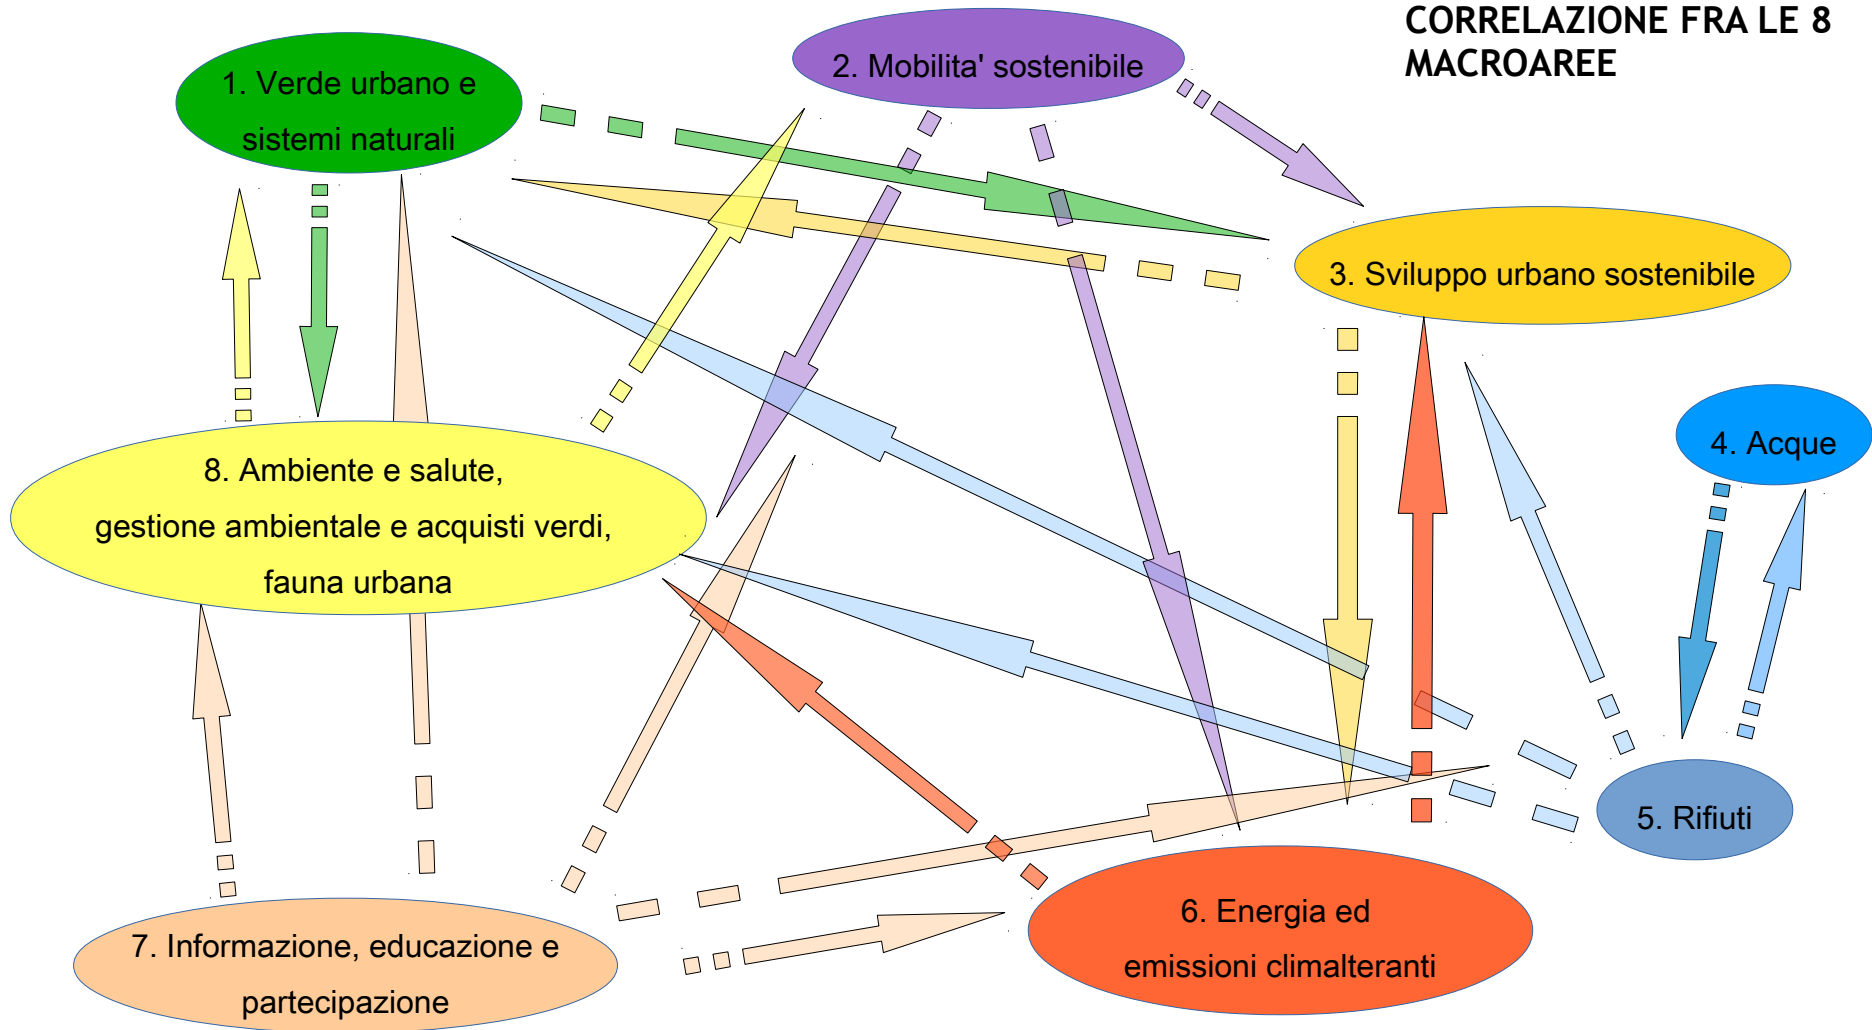 CORRELAZIONE FRA LE 8
MACROAREE
1. Verde urbano e
sistemi naturali
2. Mobilita' sostenibile
3. Sviluppo urbano sostenibile
4. Acque
8. Ambiente e salute,
gestione ambientale e acquisti verdi,
fauna urbana
5. Rifiuti
6. Energia ed
emissioni climalteranti
7. Informazione, educazione e
partecipazione